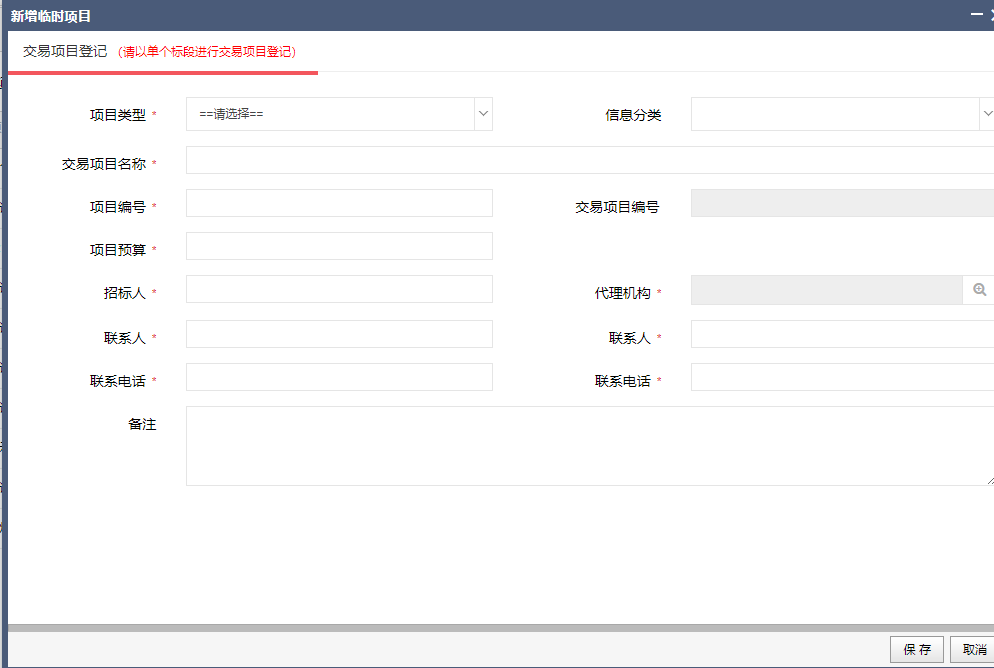 新增临时项目
交易项目登记 (请以单个标段进行交易项目登记)
项目类型 * ==请选择== 信息分类
交易项目名称 *
项目编号 * 交易项目编号
项目预算 *
招标人 * 代理机构 *
联系人 * 联系人 *
联系电话 * 联系电话 *
备注
保 存 取消